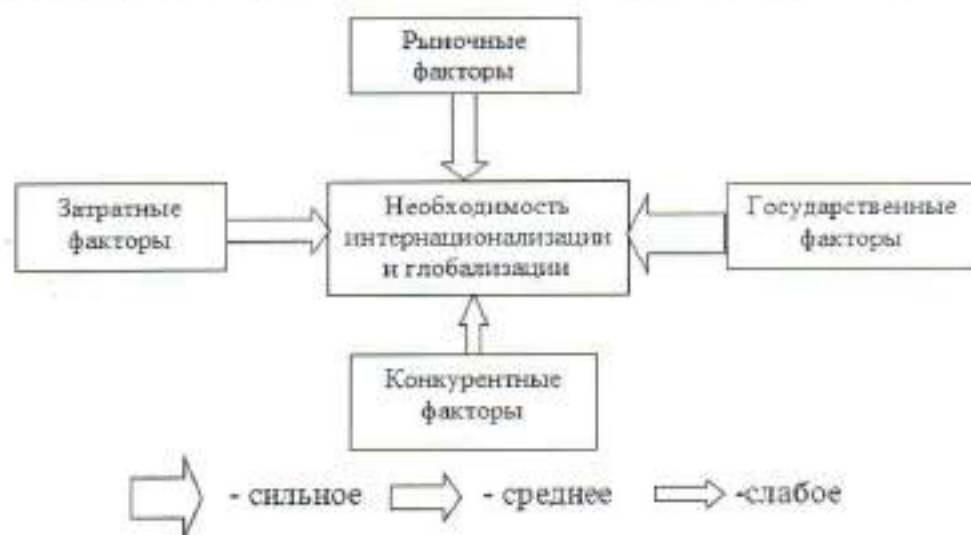 Рыночные
факторы
Затратные
факторы
Необходимость
интернационализации
и глобализации
Государственные
факторы
Конкурентные
факторы
- сильное - среднее -слабое